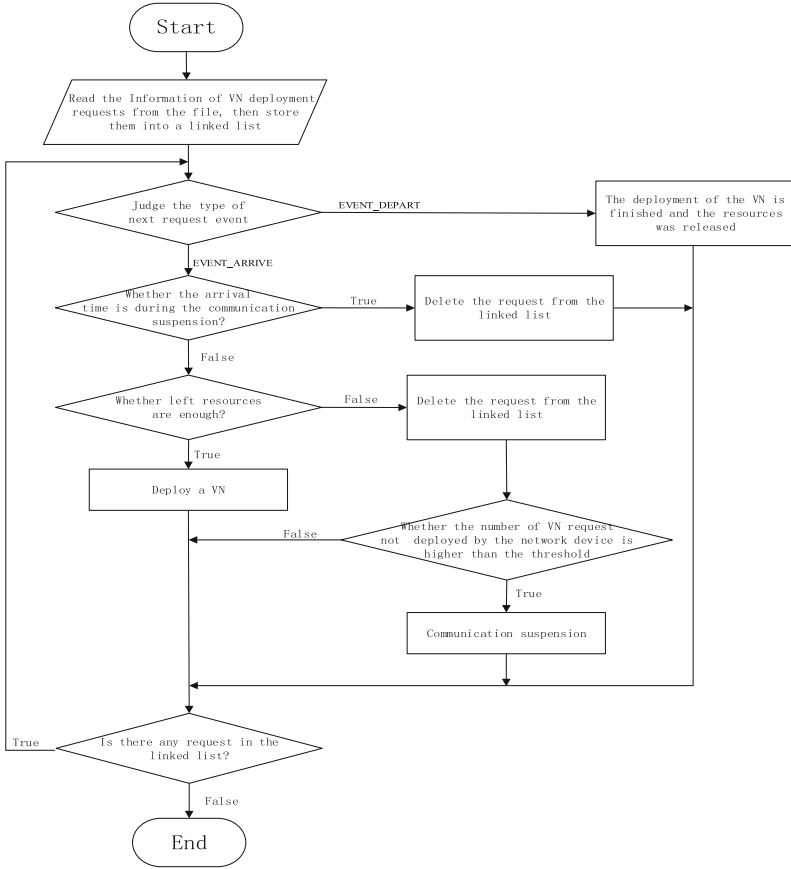 Start
Read the Information of VN deployment
requests from the file, then store
them into a linked list
Judge the type of
next request event
EVENT_DEPART
The deployment of the VN is
finished and the resources
was released
EVENT_ARRIVE
Whether the arrival
time is during the communication
suspension?
True
Delete the request from the
linked list
False
Whether left resources
are enough?
False
Delete the request from the
linked list
True
Deploy a VN
Whether the number of VN request
not deployed by the network device is
higher than the threshold
False
True
Communication suspension
Is there any request in the
linked list?
True
False
End